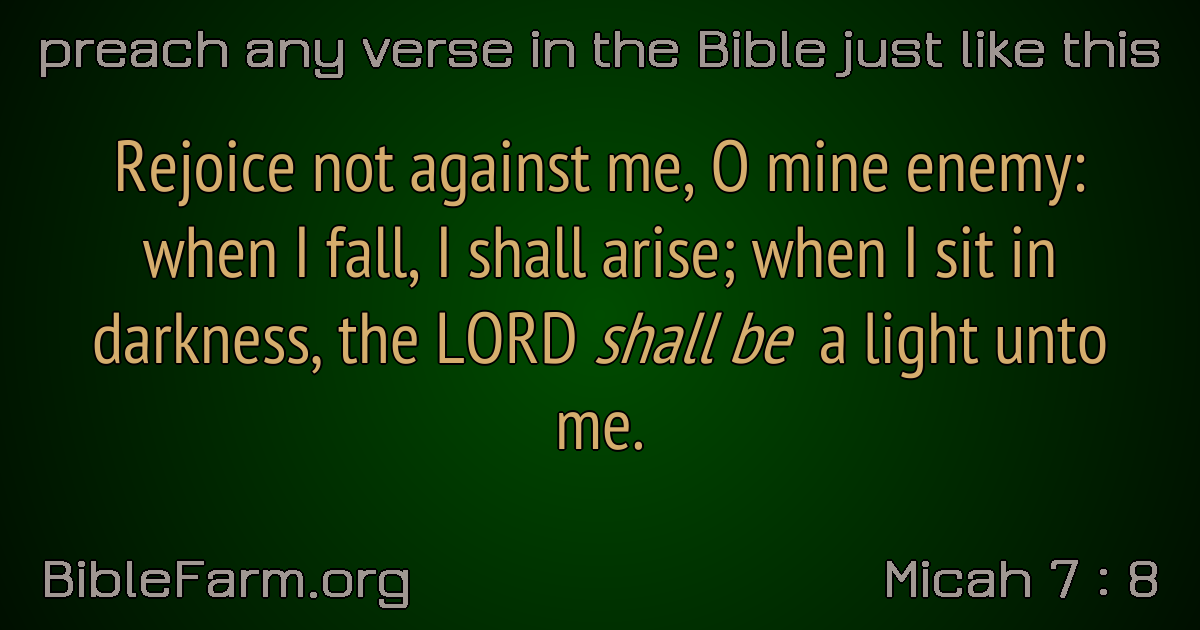 preach any verse in the Bible just like this
Rejoice not against me, O mine enemy:
when I fall, I shall arise; when I sit in
darkness, the LORD shall be a light unto
me.
BibleFarm.org
Micah 7 : 8